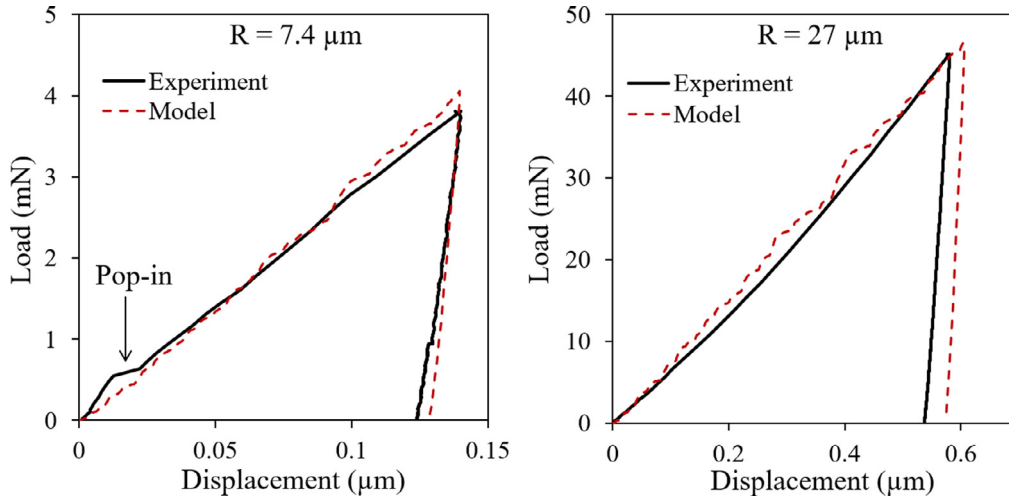 R = 7.4 µm
Experiment
Model
Pop-in
Load (mN)
5
4
3
2
1
0
0
0.05
0.1
0.15
Displacement (µm)
R = 27 µm
Experiment
Model
Load (mN)
50
40
30
20
10
0
0.0
0.2
0.4
0.6
Displacement (µm)